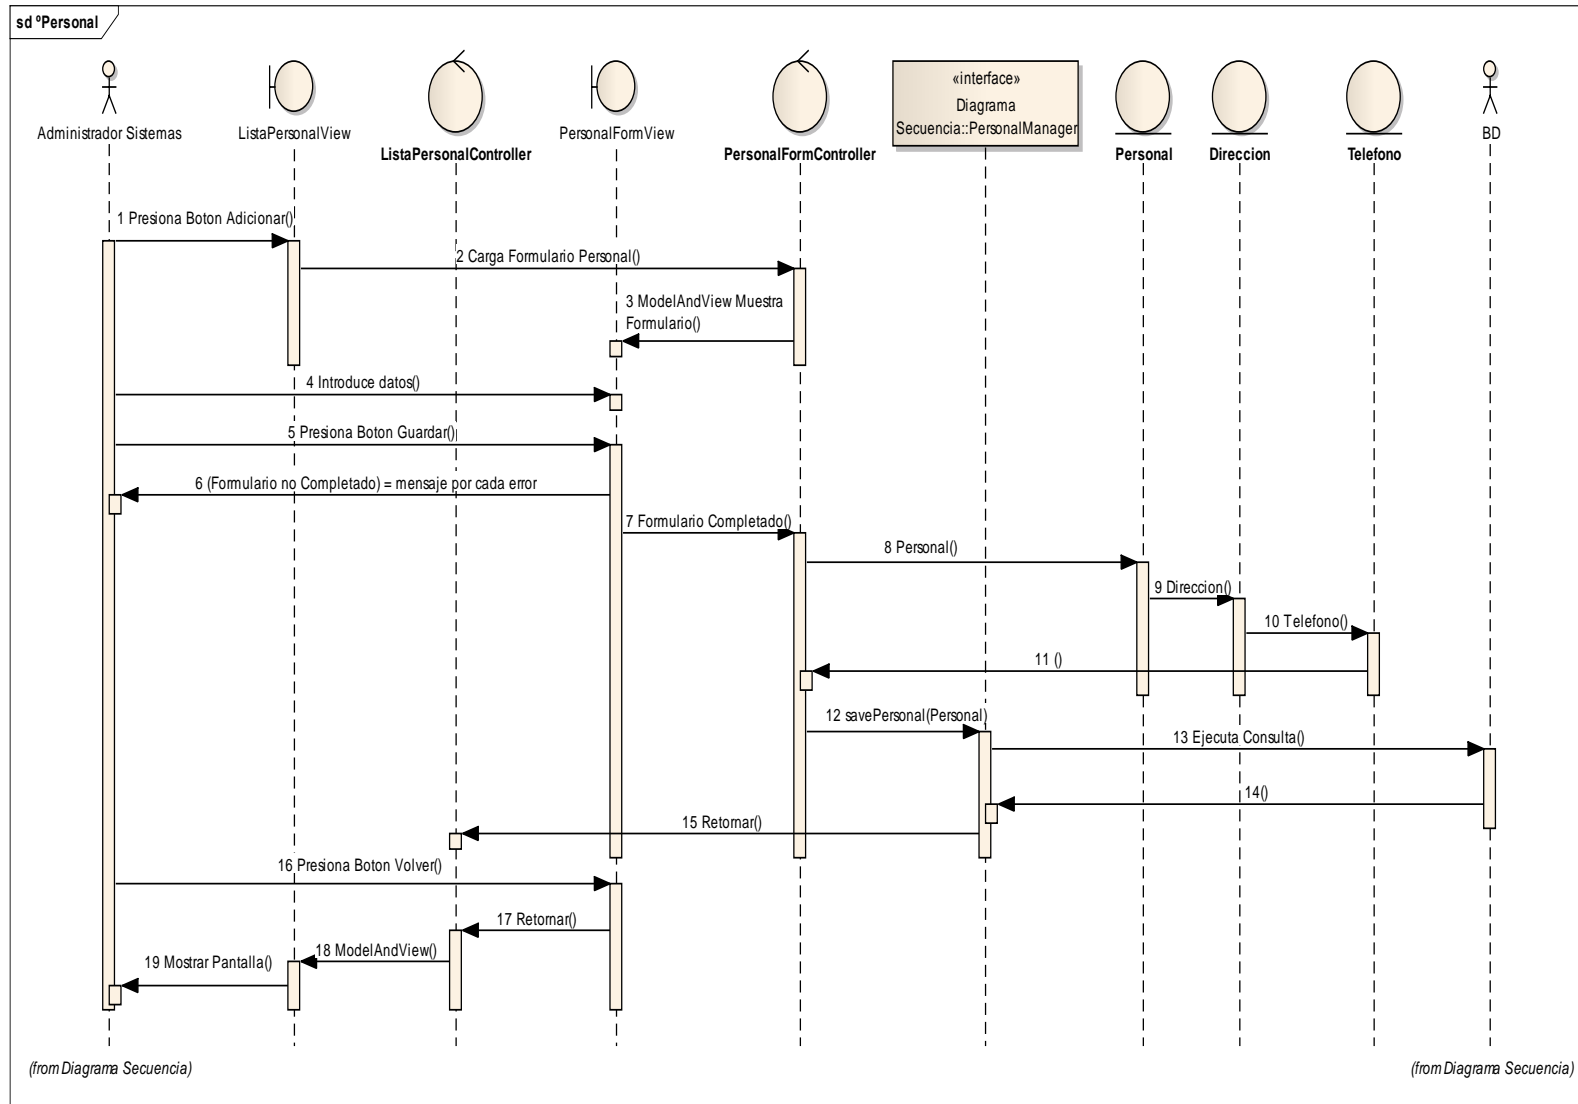 sd ºPersonal
Administrador Sistemas
ListaPersonalView
ListaPersonalController
PersonalFormView
PersonalFormController
«interface»
Diagrama
Secuencia::PersonalManager
Personal
Direccion
Telefono
BD
1 Presiona Boton Adicionar()
2 Carga Formulario Personal()
3 ModelAndView Muestra
Formulario()
4 Introduce datos()
5 Presiona Boton Guardar()
6 (Formulario no Completado) = mensaje por cada error
7 Formulario Completado()
8 Personal()
9 Direccion()
10 Telefono()
11 ()
12 savePersonal(Personal)
13 Ejecuta Consulta()
14()
15 Retornar()
16 Presiona Boton Volver()
17 Retornar()
18 ModelAndView()
19 Mostrar Pantalla()
(from Diagrama Secuencia)
(from Diagrama Secuencia)